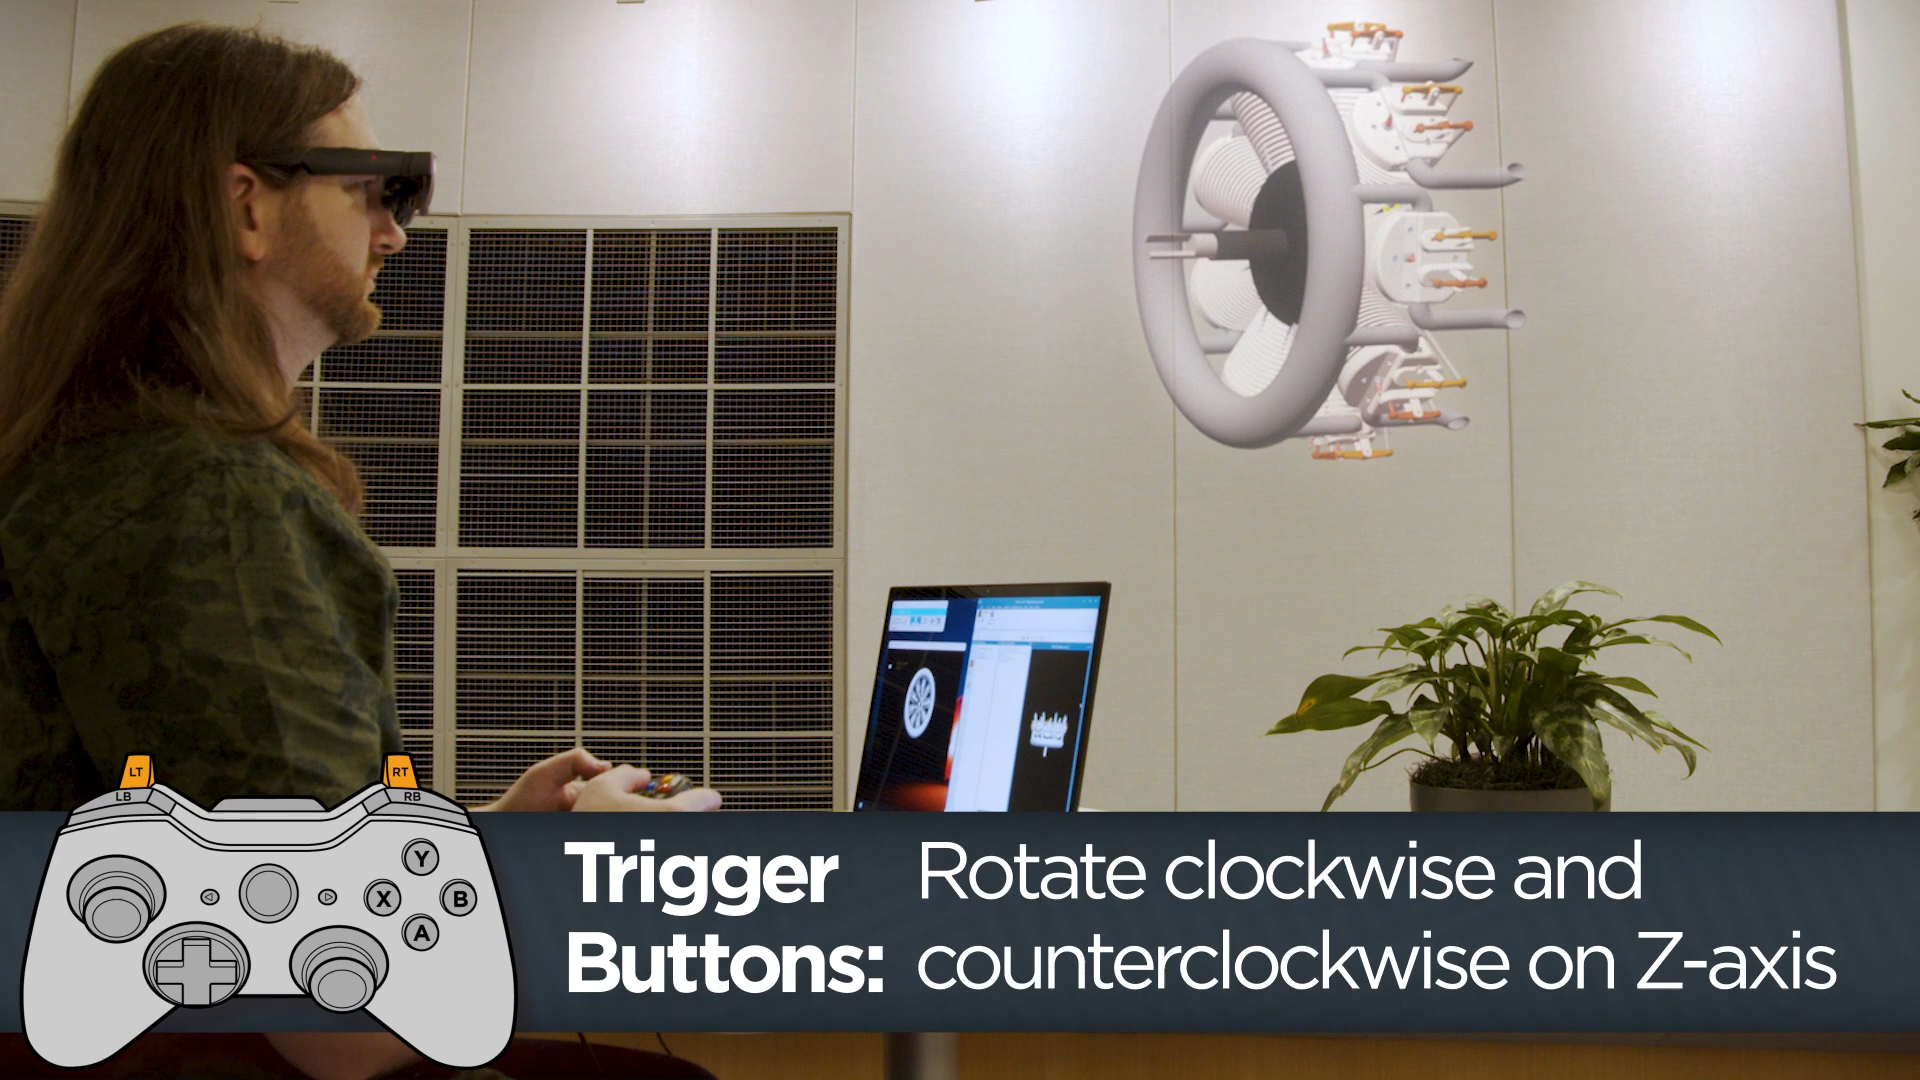 LT
RT
LB
RB
Y
X
B
A
Trigger
Buttons:
Rotate clockwise and
counterclockwise on Z-axis